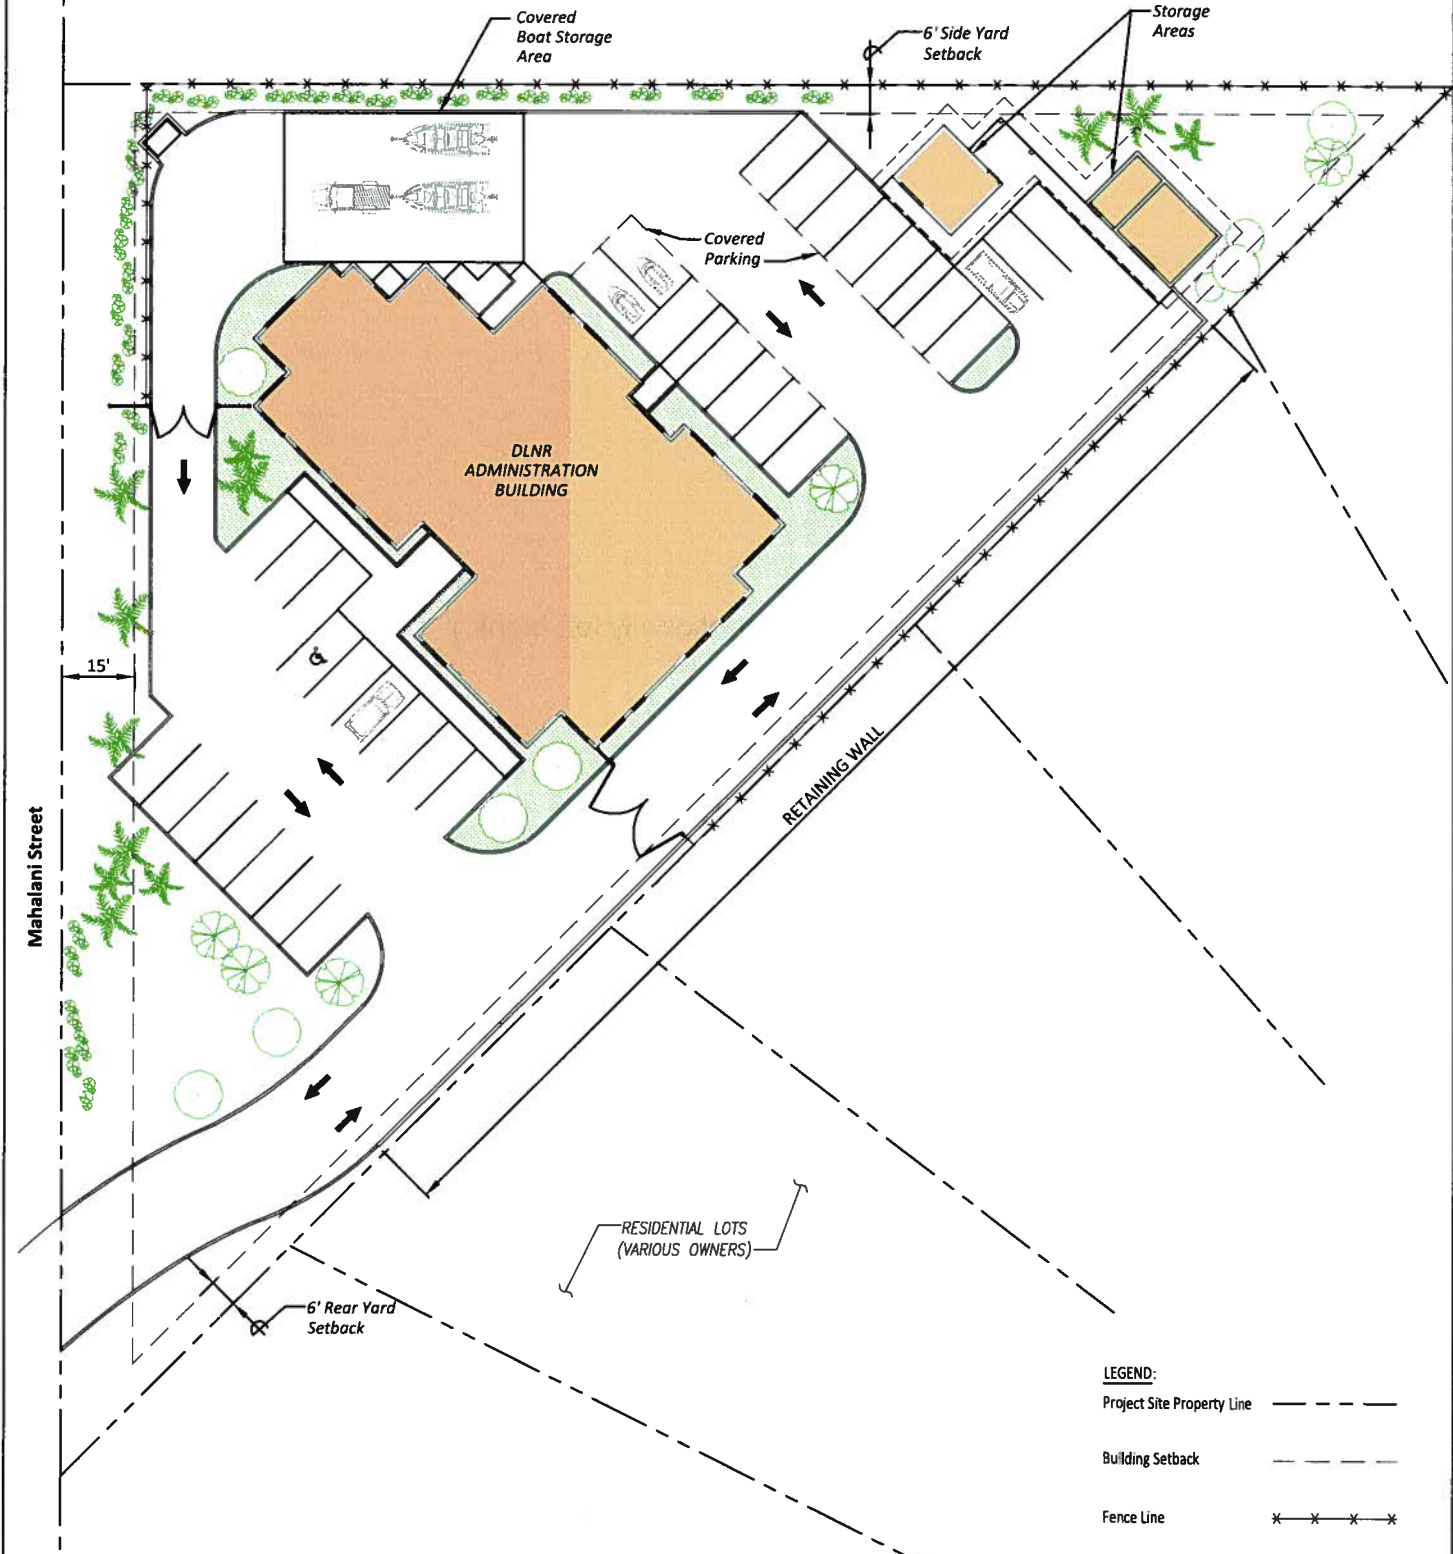 Covered
Boat Storage
Area
6' Side Yard
Setback
Storage
Areas
Covered
Parking
DLNR
ADMINISTRATION
BUILDING
15'
Mahalani Street
RETAINING WALL
RESIDENTIAL LOTS
(VARIOUS OWNERS)
6' Rear Yard
Setback
LEGEND:
Project Site Property Line
Building Setback
Fence Line